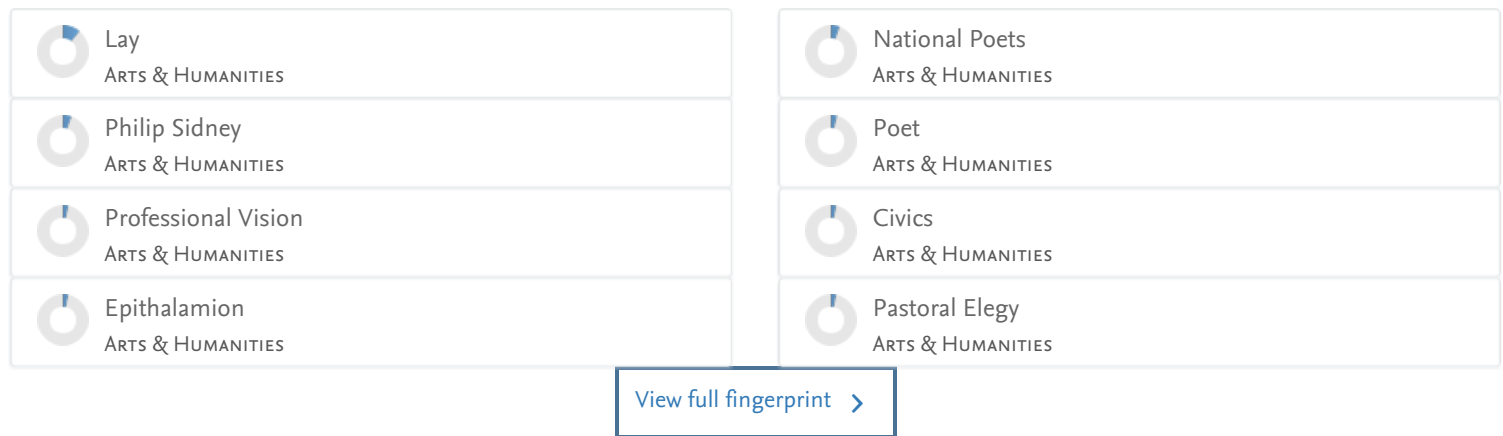 Lay
Arts & Humanities
National Poets
Arts & Humanities
Philip Sidney
Arts & Humanities
Poet
Arts & Humanities
Professional Vision
Arts & Humanities
Civics
Arts & Humanities
Epithalamion
Arts & Humanities
Pastoral Elegy
Arts & Humanities
View full fingerprint